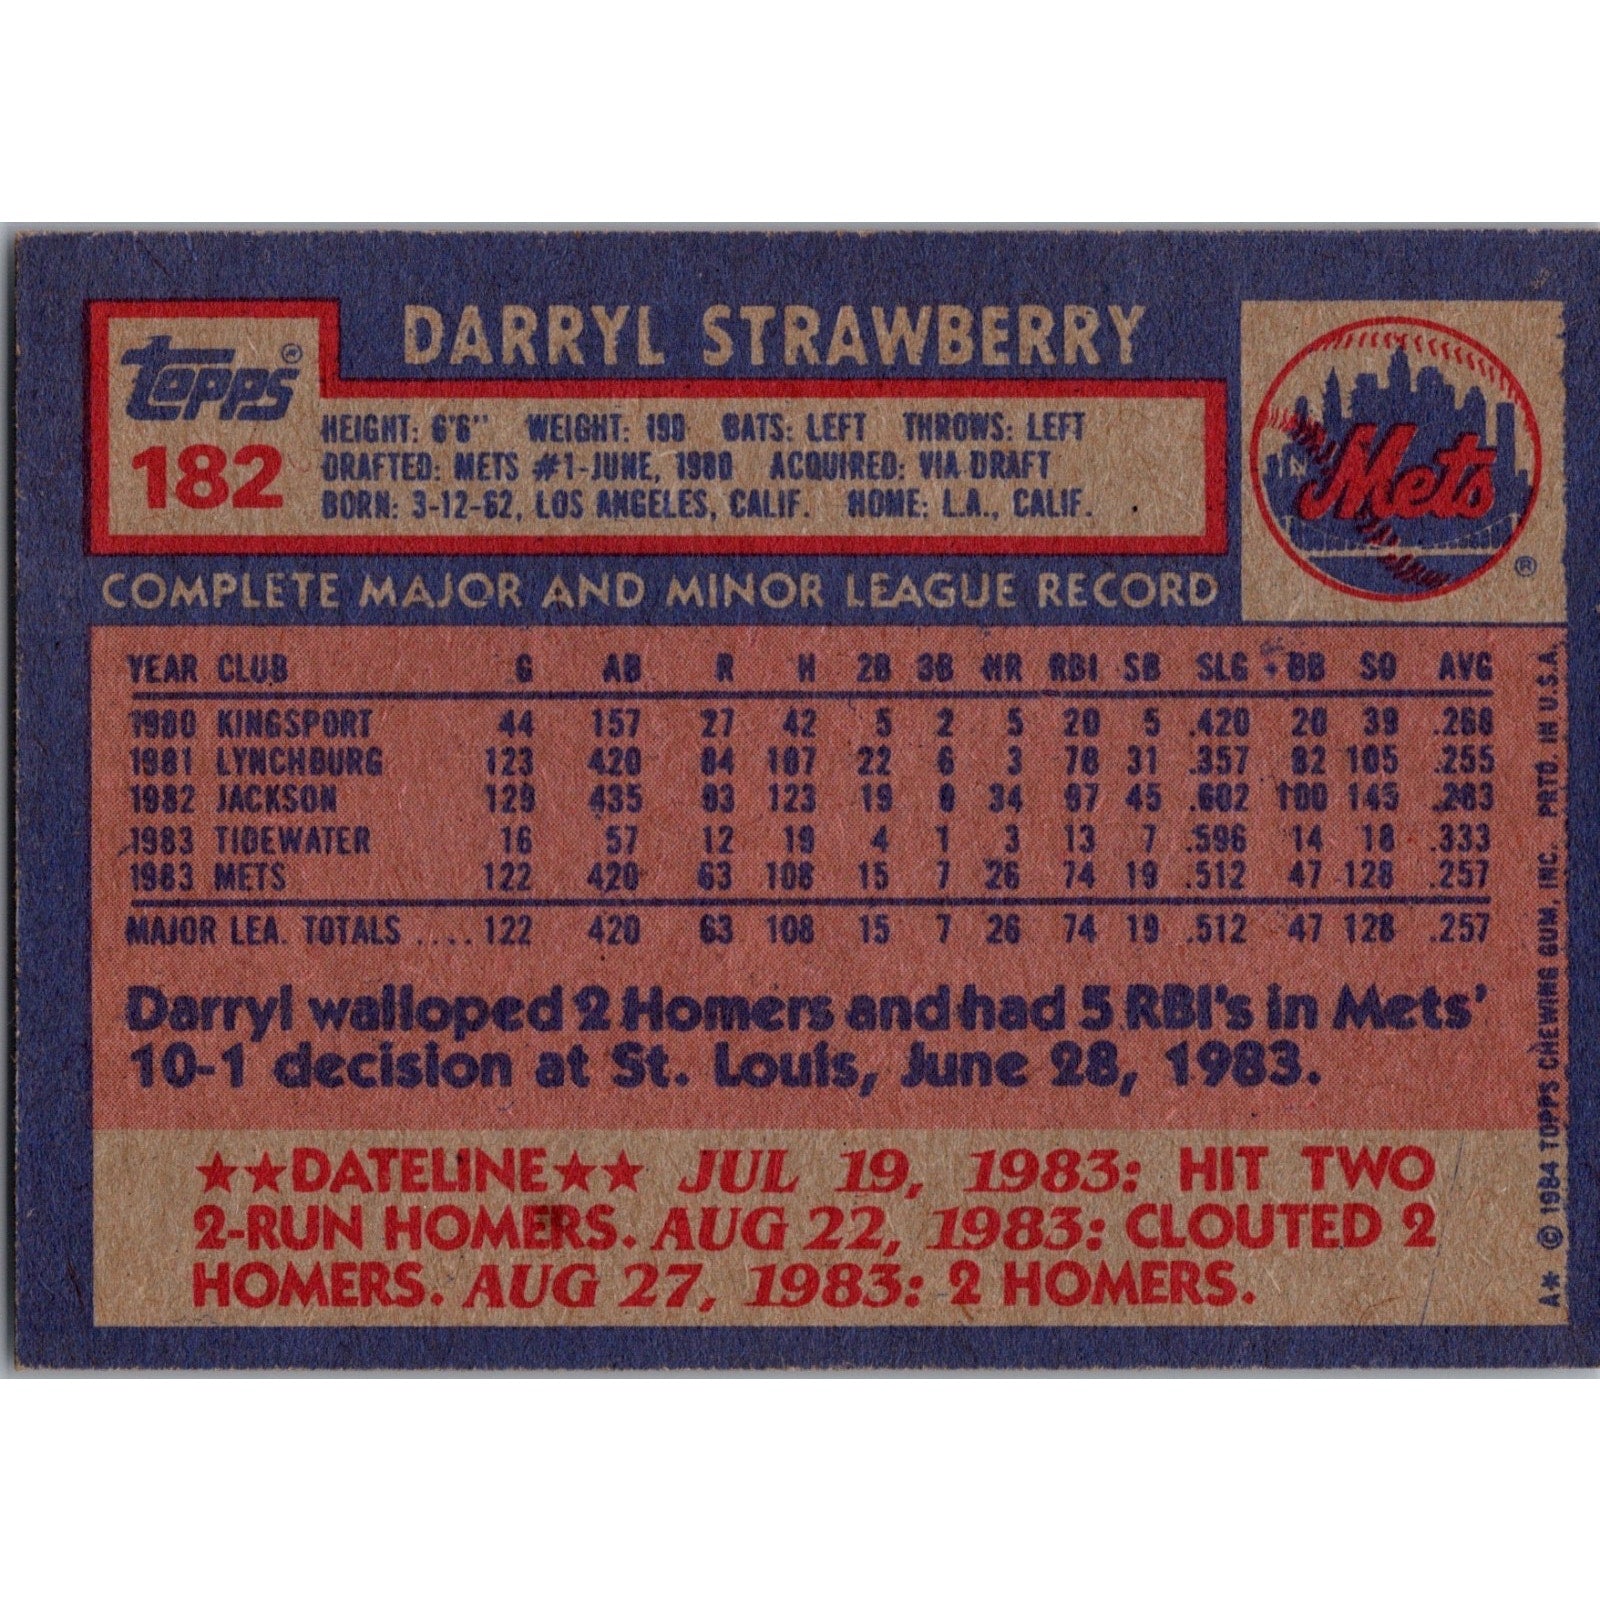 DARRYL STRAWBERRY
Topps®
182
HEIGHT: 6'6" WEIGHT: 190 BATS: LEFT THROWS: LEFT
DRAFTED: METS #1-JUNE, 1980 ACQUIRED: VIA DRAFT
BORN: 3-12-62, LOS ANGELES, CALIF. HOME: L.A., CALIF.
Mets
®
COMPLETE MAJOR AND MINOR LEAGUE RECORD
YEAR CLUB G AB R H 2B 3B HR RBI SB SLG BB SO AVG
1980 KINGSPORT 44 157 27 42 5 2 5 20 5 .420 20 39 .268
1981 LYNCHBURG 123 420 84 107 22 6 3 78 31 .357 82 105 .255
1982 JACKSON 129 435 93 123 19 8 34 97 45 .602 100 145 .283
1983 TIDEWATER 16 57 12 19 4 1 3 13 7 .596 14 18 .333
1983 METS 122 420 63 108 15 7 26 74 19 .512 47 128 .257
MAJOR LEA. TOTALS .... 122 420 63 108 15 7 26 74 19 .512 47 128 .257
Darryl walloped 2 Homers and had 5 RBI's in Mets'
10-1 decision at St. Louis, June 28, 1983.
★★DATELINE★★ JUL 19, 1983: HIT TWO
2-RUN HOMERS. AUG 22, 1983: CLOUTED 2
HOMERS. AUG 27, 1983: 2 HOMERS.
A* © 1984 TOPPS CHEWING GUM, INC. PRTD. IN U.S.A.